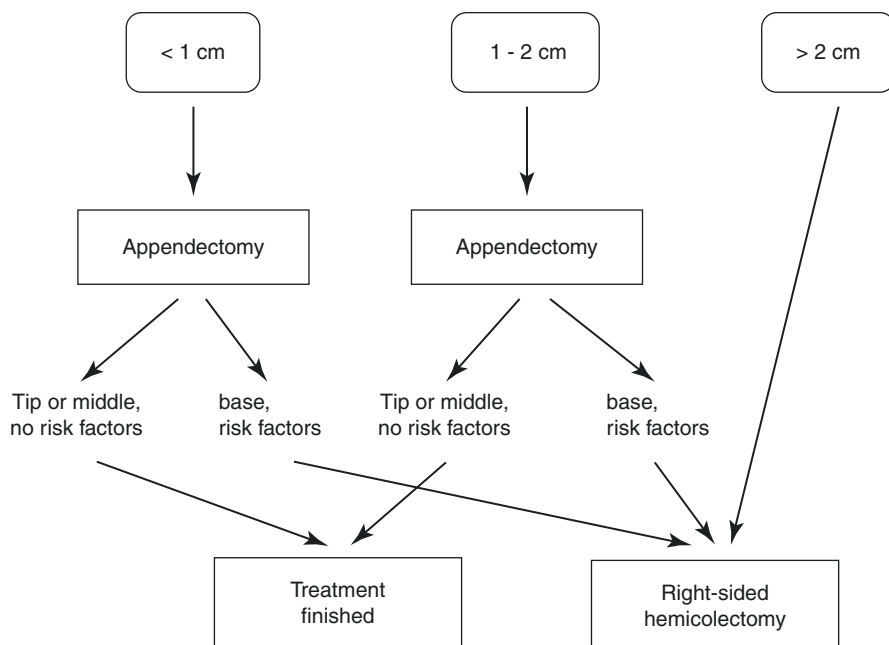 < 1 cm
1 - 2 cm
> 2 cm
Appendectomy
Appendectomy
Tip or middle,
no risk factors
base,
risk factors
Tip or middle,
no risk factors
base,
risk factors
Treatment
finished
Right-sided
hemicolectomy